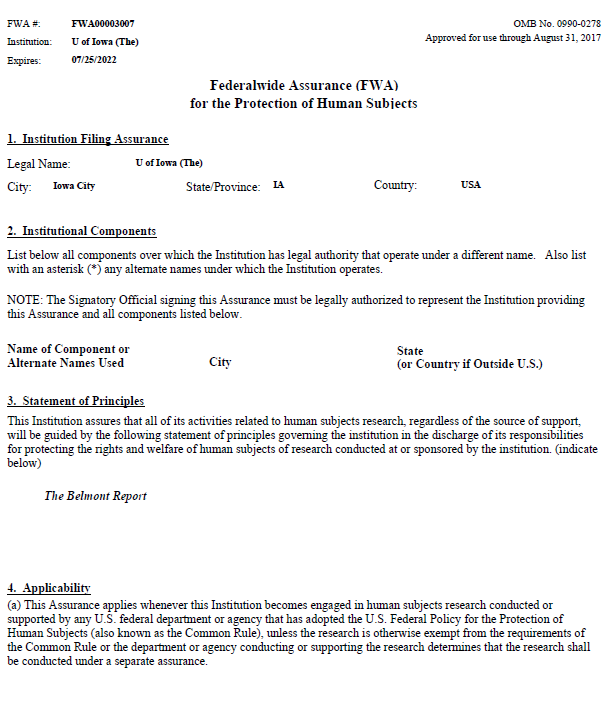 FWA #: FWA00003007 OMB No. 0990-0278
Institution: U of Iowa (The) Approved for use through August 31, 2017
Expires: 07/25/2022
Federalwide Assurance (FWA)
for the Protection of Human Subjects
1. Institution Filing Assurance
Legal Name: U of Iowa (The)
City: Iowa City State/Province: IA Country: USA
2. Institutional Components
List below all components over which the Institution has legal authority that operate under a different name. Also list
with an asterisk (*) any alternate names under which the Institution operates.
NOTE: The Signatory Official signing this Assurance must be legally authorized to represent the Institution providing
this Assurance and all components listed below.
Name of Component or State
Alternate Names Used City (or Country if Outside U.S.)
3. Statement of Principles
This Institution assures that all of its activities related to human subjects research, regardless of the source of support,
will be guided by the following statement of principles governing the institution in the discharge of its responsibilities
for protecting the rights and welfare of human subjects of research conducted at or sponsored by the institution. (indicate
below)
The Belmont Report
4. Applicability
(a) This Assurance applies whenever this Institution becomes engaged in human subjects research conducted or
supported by any U.S. federal department or agency that has adopted the U.S. Federal Policy for the Protection of
Human Subjects (also known as the Common Rule), unless the research is otherwise exempt from the requirements of
the Common Rule or the department or agency conducting or supporting the research determines that the research shall
be conducted under a separate assurance.